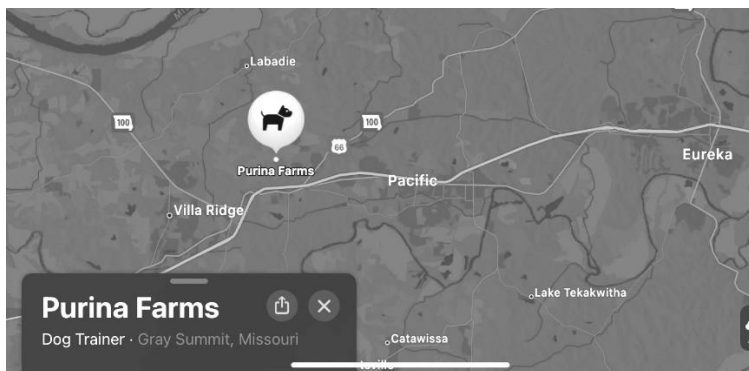 Labadie
100
100
66
Purina Farms
Pacific
Eureka
Villa Ridge
Purina Farms
Lake Tekakwitha
Dog Trainer · Gray Summit, Missouri
Catawissa